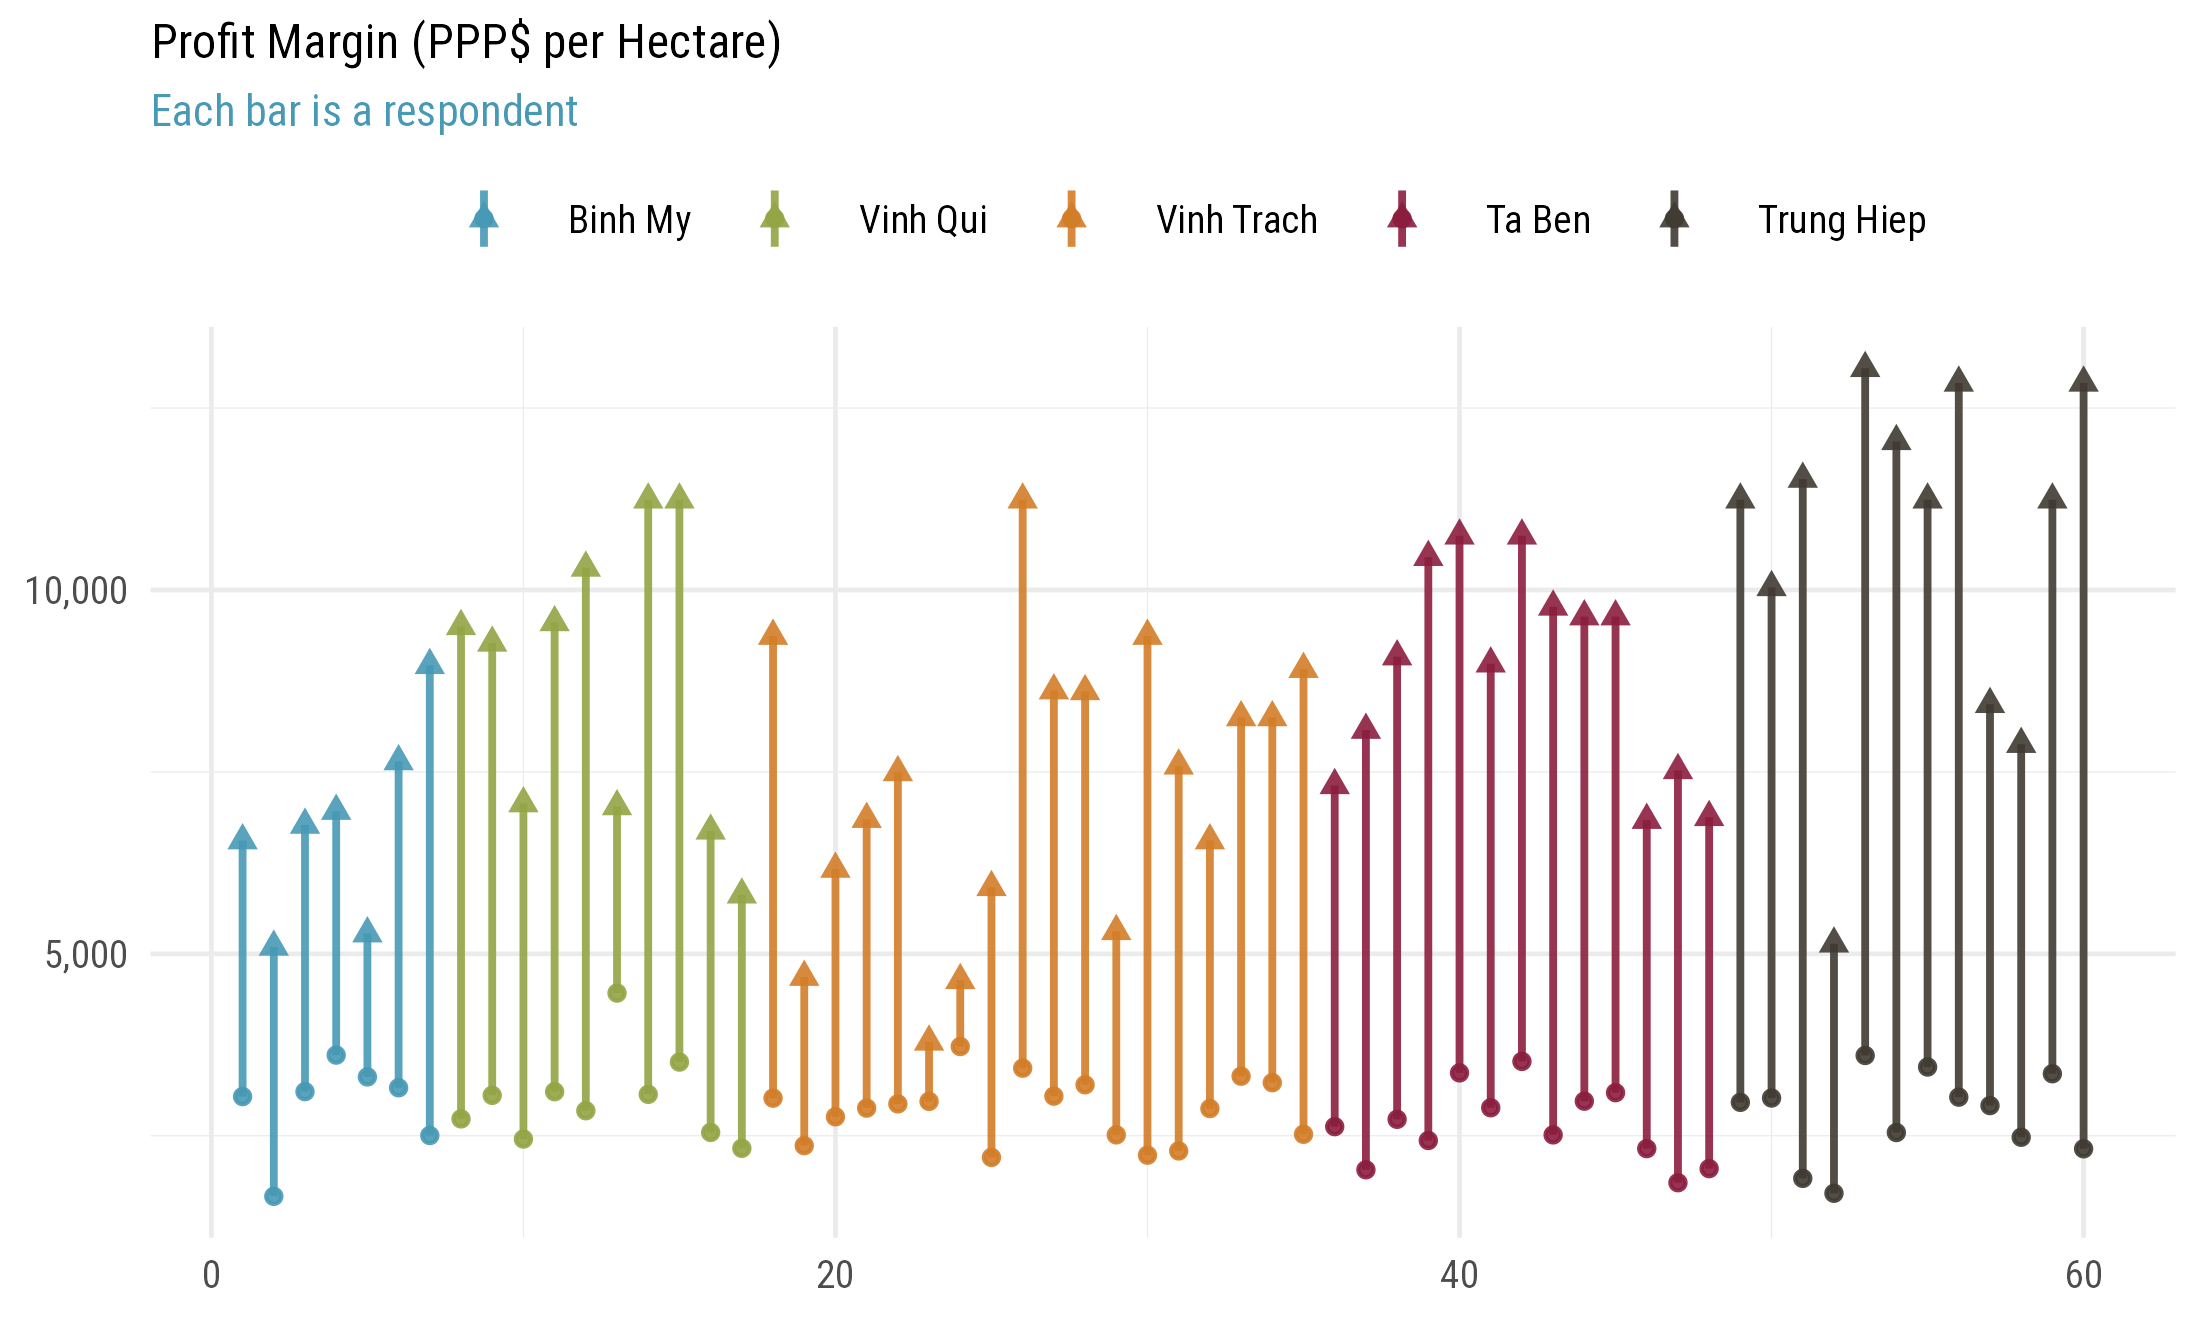 Profit Margin (PPP$ per Hectare)
Each bar is a respondent
Binh My Vinh Qui Vinh Trach Ta Ben Trung Hiep
10,000
5,000
0 20 40 60